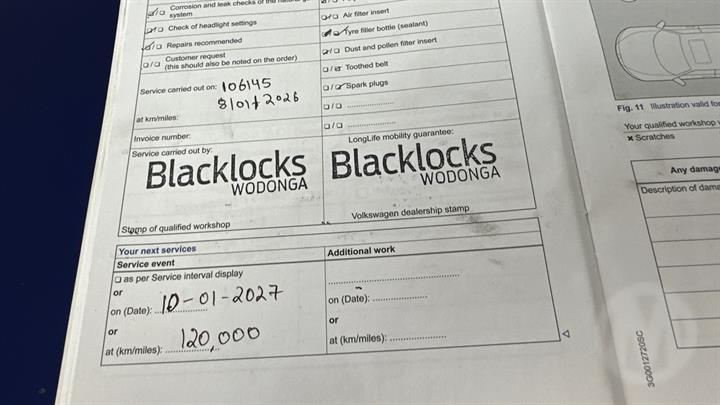 Corrosion and leak checks of the
system
☐ / ☐ Check of headlight settings
☐ / ☐ Repairs recommended
☐ / ☐ Customer request
(this should also be noted on the order)
Service carried out on: 106145
8/01/2026
at km/miles:
Invoice number:
Service carried out by:
Blacklocks
WODONGA
Stamp of qualified workshop
☐ / ☐ Air filter insert
Tyre filler bottle (sealant)
☐ / ☐ Dust and pollen filter insert
☐ / ☐ Toothed belt
☐ / ☐ Spark plugs
☐ / ☐ ....................
☐ / ☐ ....................
LongLife mobility guarantee:
Blacklocks
WODONGA
Volkswagen dealership stamp
Your next services
Service event
☐ as per Service interval display
or
on (Date): 10-01-2027
or
at (km/miles): 120,000
Additional work
on (Date): ....................
or
at (km/miles): ....................
Fig. 11 Illustration valid for
Your qualified workshop
× Scratches
Any damag
Description of dama
3G0012720SC